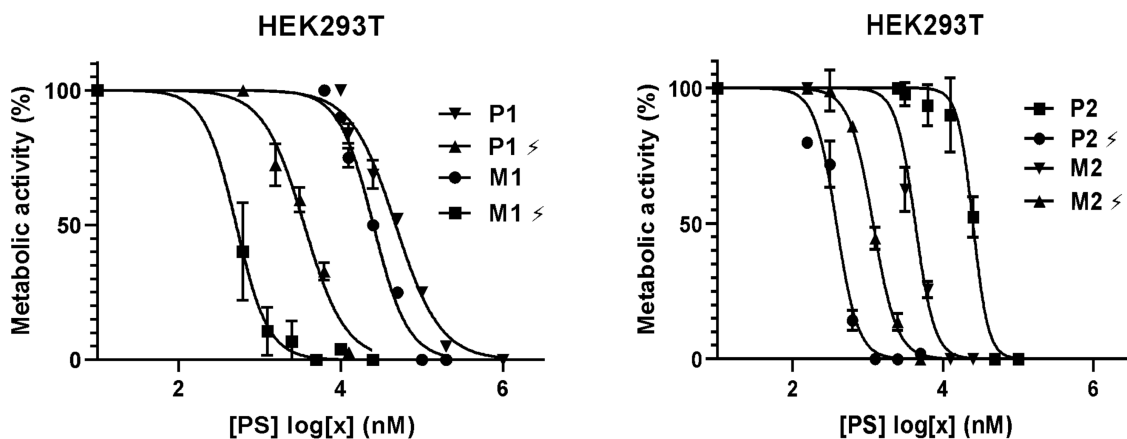 HEK293T
Metabolic activity (%)
100
50
0
2
4
6
[PS] log[x] (nM)
P1
P1 ⚡
M1
M1 ⚡
HEK293T
Metabolic activity (%)
100
50
0
2
4
6
[PS] log[x] (nM)
P2
P2 ⚡
M2
M2 ⚡